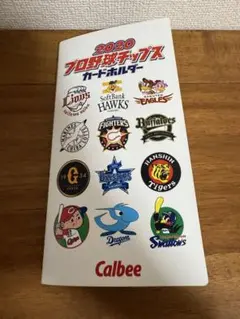 2020
プロ野球チップス
カードホルダー
Lions
SoftBank
HAWKS
EAGLES
FIGHTERS
Buffaloes
G
HANSHIN
Tigers
Dragons
Swallows
Calbee